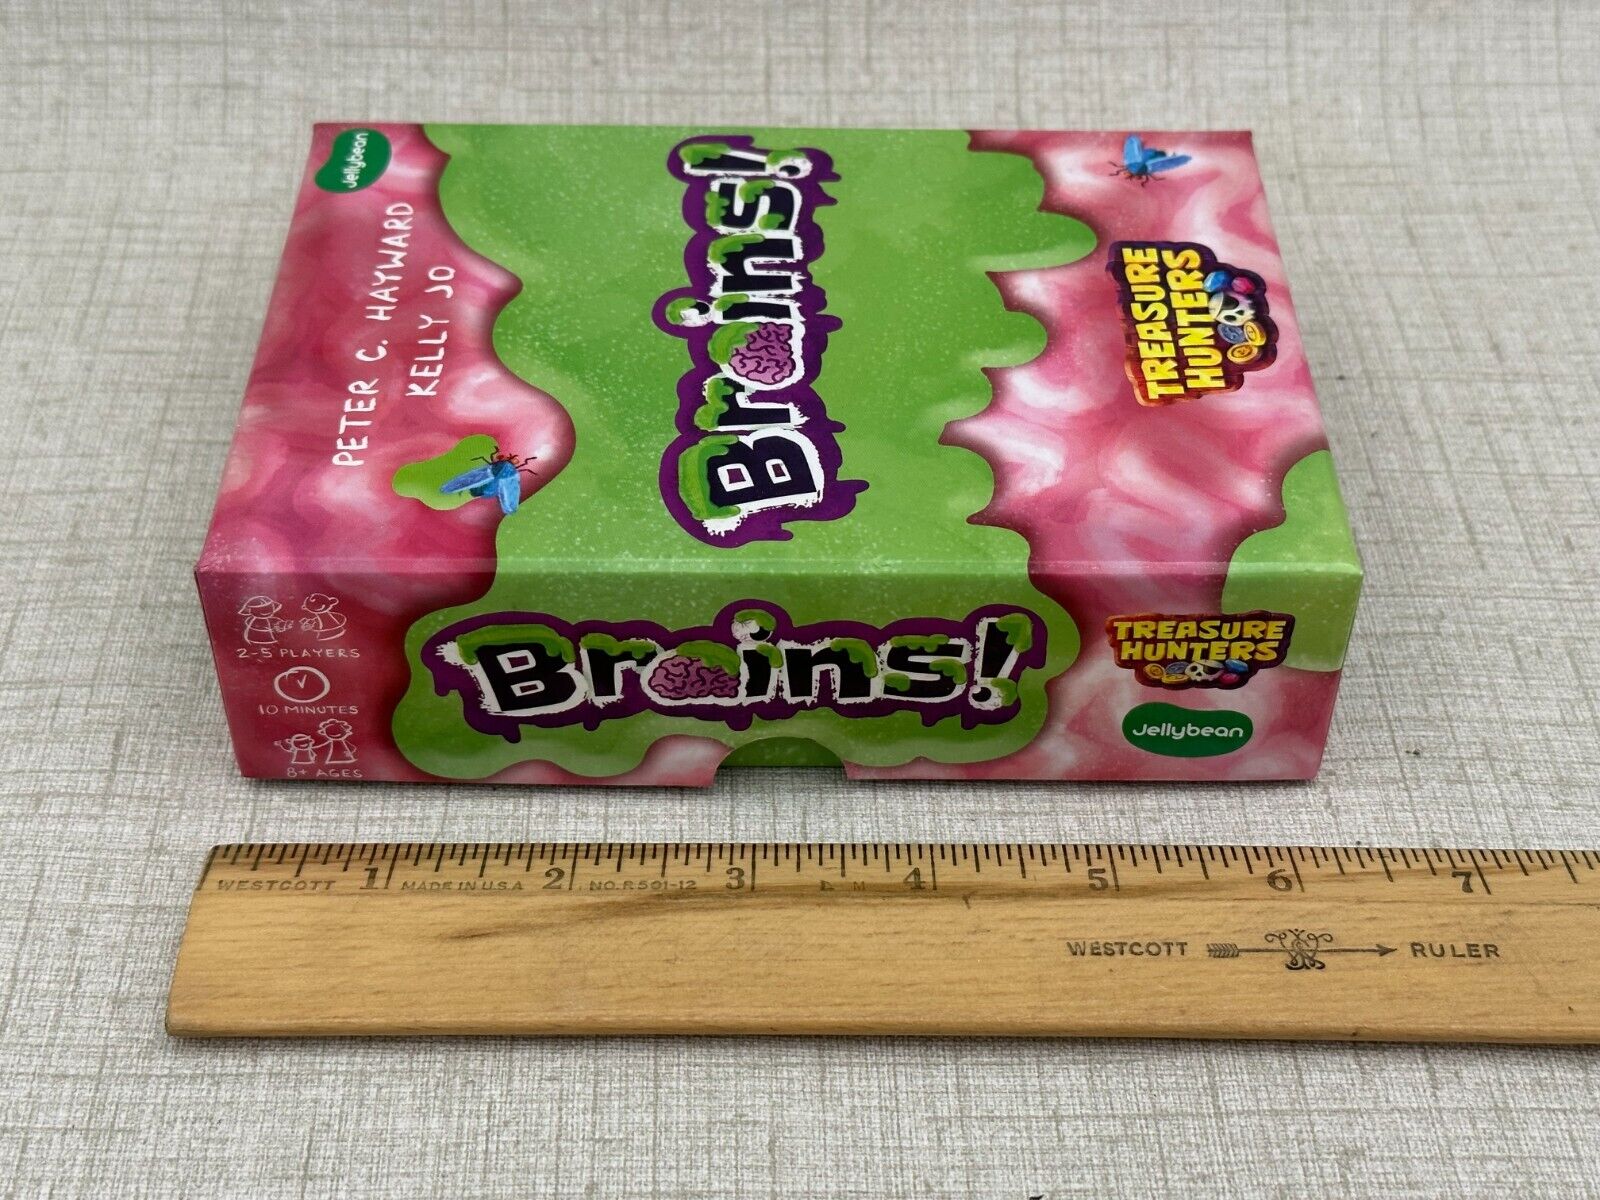 Jellybean
PETER C. HAYWARD
KELLY JO
Brains!
TREASURE
HUNTERS
2-5 PLAYERS
10 MINUTES
8+ AGES
Brains!
TREASURE
HUNTERS
Jellybean
1 2 3 4 5 6 7
WESTCOTT MADE IN U.S.A NO. R501-12
WESTCOTT RULER